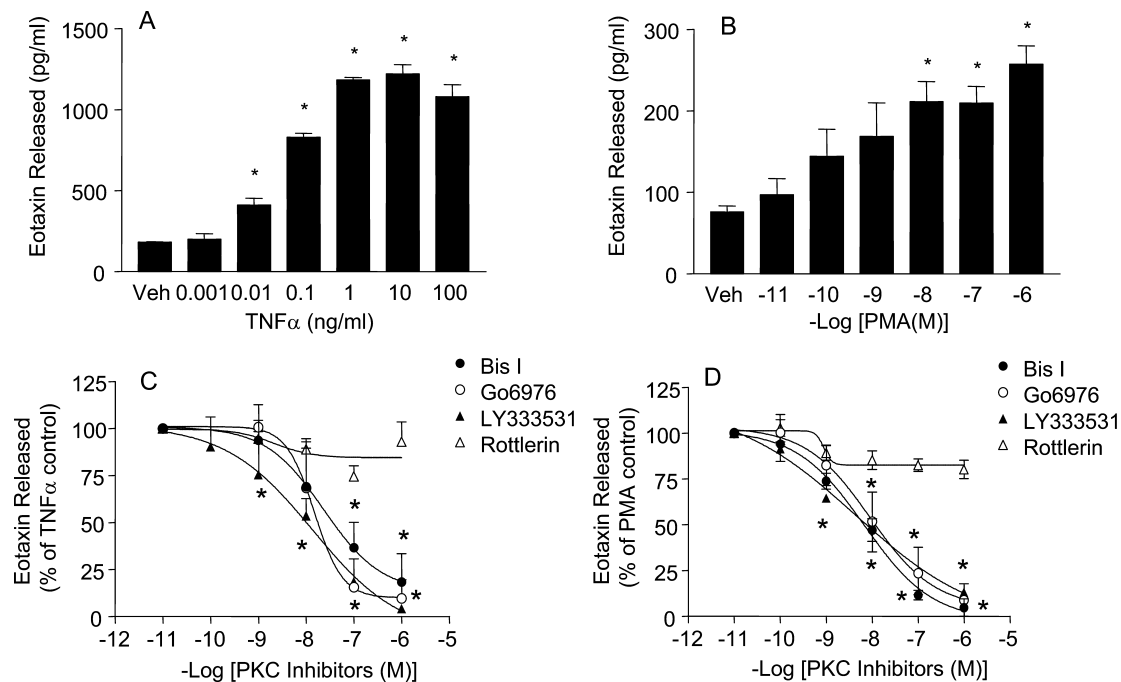 A
Eotaxin Released (pg/ml)
1500
1000
500
0
* * * * *
Veh 0.001 0.01 0.1 1 10 100
TNFα (ng/ml)
B
Eotaxin Released (pg/ml)
300
200
100
0
* * *
Veh -11 -10 -9 -8 -7 -6
-Log [PMA(M)]
C
Eotaxin Released
(% of TNFα control)
125
100
75
50
25
0
Bis I
Go6976
LY333531
Rottlerin
* * * * * *
-12 -11 -10 -9 -8 -7 -6 -5
-Log [PKC Inhibitors (M)]
D
Eotaxin Released
(% of PMA control)
125
100
75
50
25
0
Bis I
Go6976
LY333531
Rottlerin
* * * * * * *
-12 -11 -10 -9 -8 -7 -6 -5
-Log [PKC Inhibitors (M)]